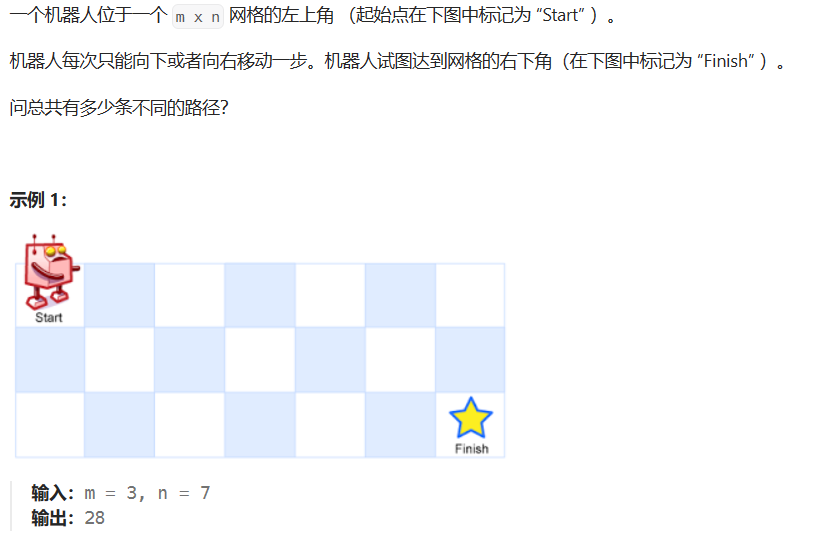 一个机器人位于一个 m x n 网格的左上角 （起始点在下图中标记为 “Start” ）。
机器人每次只能向下或者向右移动一步。机器人试图达到网格的右下角（在下图中标记为 “Finish” ）。
问总共有多少条不同的路径？
示例 1：
Start
Finish
输入：m = 3, n = 7
输出：28